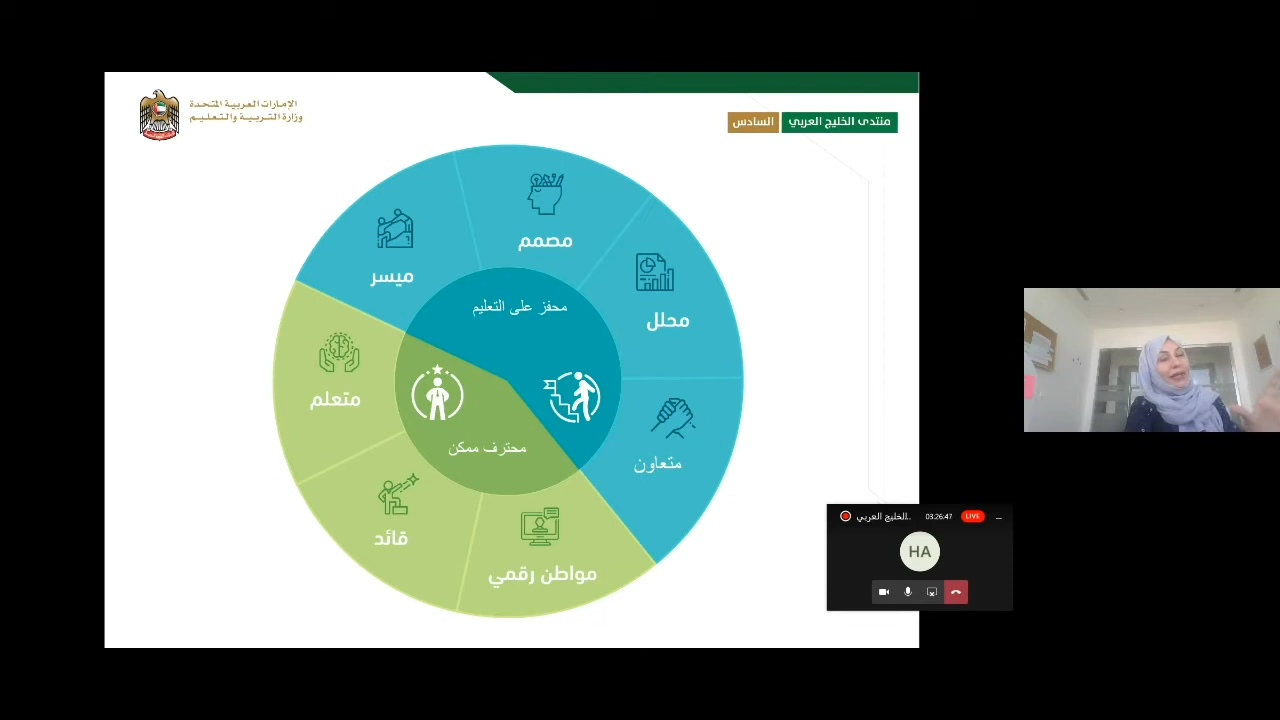 الإمارات العربية المتحدة
وزارة التربية والتعليم
منتدى الخليج العربي السادس
مصمم
ميسر
محلل
محفز على التعليم
متعلم
محترف ممكن
متعاون
قائد
مواطن رقمي
الخليج العربي.. 03:26:47 LIVE
HA